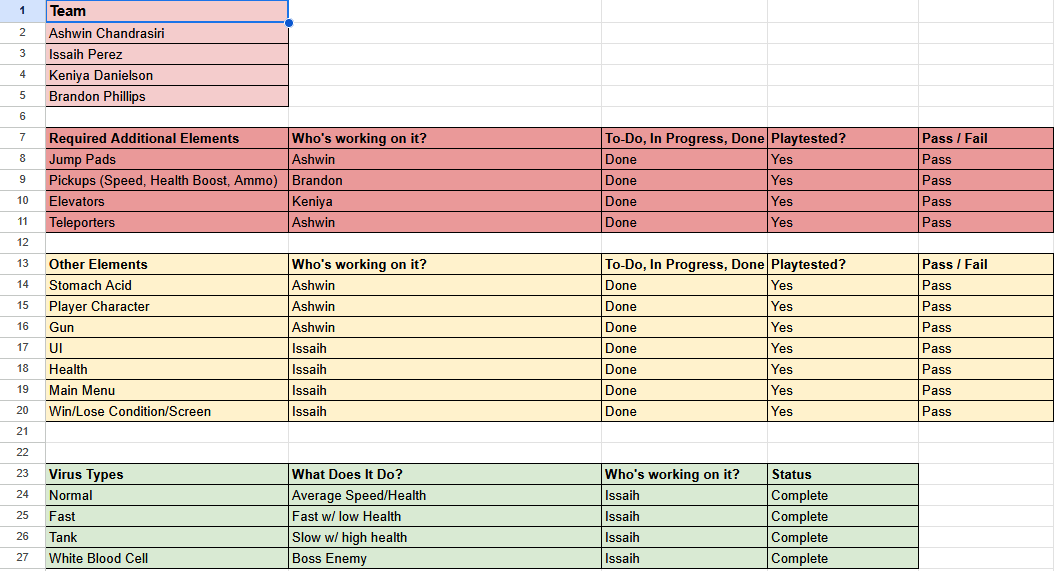 1 Team
2 Ashwin Chandrasiri
3 Issaih Perez
4 Keniya Danielson
5 Brandon Phillips
6
7 Required Additional Elements Who's working on it? To-Do, In Progress, Done Playtested? Pass / Fail
8 Jump Pads Ashwin Done Yes Pass
9 Pickups (Speed, Health Boost, Ammo) Brandon Done Yes Pass
10 Elevators Keniya Done Yes Pass
11 Teleporters Ashwin Done Yes Pass
12
13 Other Elements Who's working on it? To-Do, In Progress, Done Playtested? Pass / Fail
14 Stomach Acid Ashwin Done Yes Pass
15 Player Character Ashwin Done Yes Pass
16 Gun Ashwin Done Yes Pass
17 UI Issaih Done Yes Pass
18 Health Issaih Done Yes Pass
19 Main Menu Issaih Done Yes Pass
20 Win/Lose Condition/Screen Issaih Done Yes Pass
21
22
23 Virus Types What Does It Do? Who's working on it? Status
24 Normal Average Speed/Health Issaih Complete
25 Fast Fast w/ low Health Issaih Complete
26 Tank Slow w/ high health Issaih Complete
27 White Blood Cell Boss Enemy Issaih Complete